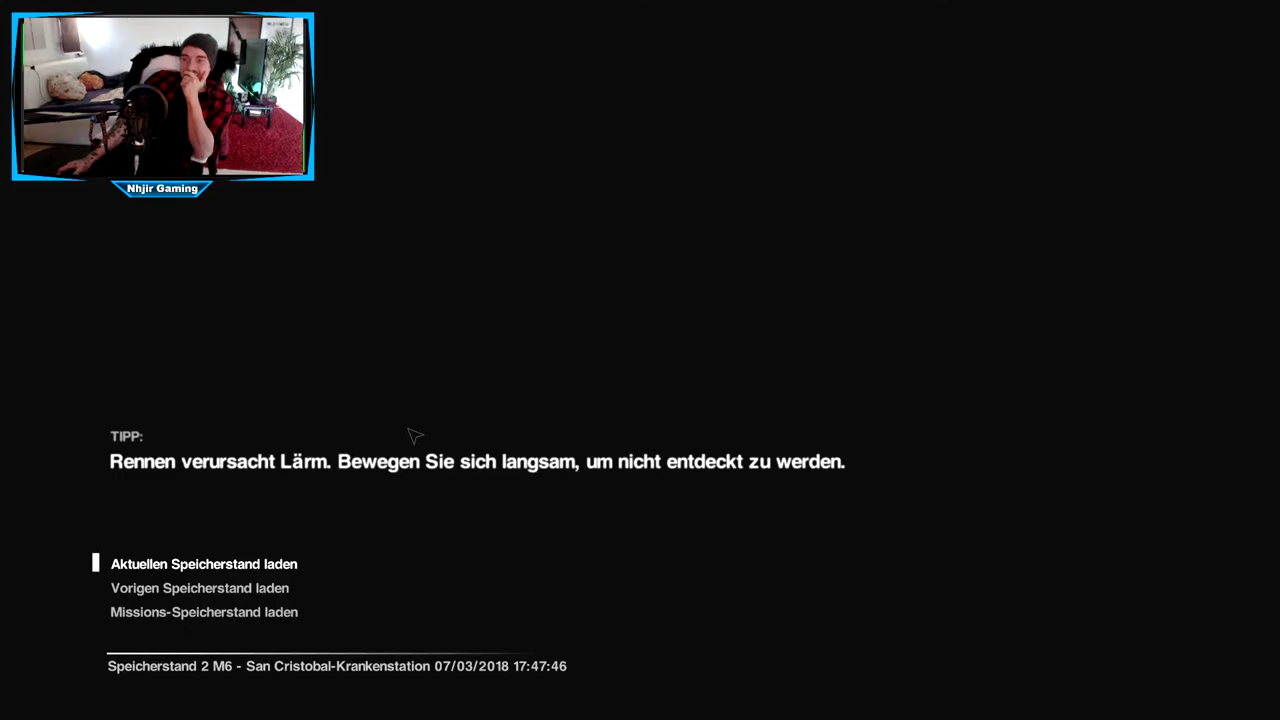 Nhjir Gaming
TIPP:
Rennen verursacht Lärm. Bewegen Sie sich langsam, um nicht entdeckt zu werden.
Aktuellen Speicherstand laden
Vorigen Speicherstand laden
Missions-Speicherstand laden
Speicherstand 2 M6 - San Cristobal-Krankenstation 07/03/2018 17:47:46